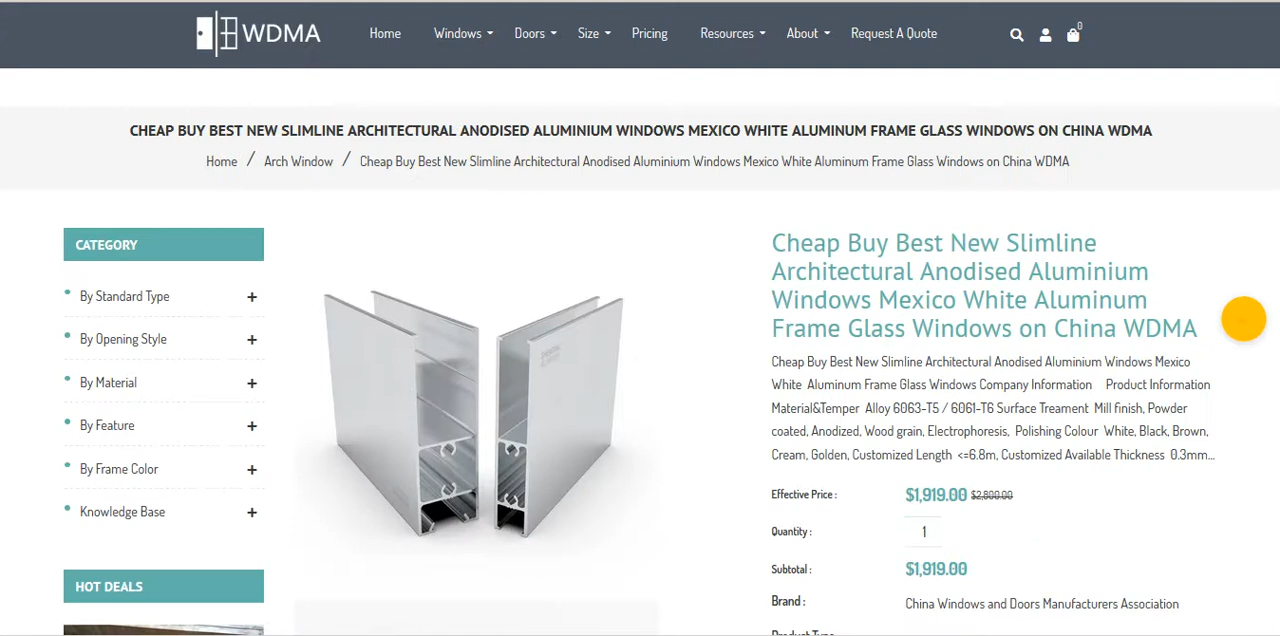 WDMA
Home Windows Doors Size Pricing Resources About Request A Quote 0
CHEAP BUY BEST NEW SLIMLINE ARCHITECTURAL ANODISED ALUMINIUM WINDOWS MEXICO WHITE ALUMINUM FRAME GLASS WINDOWS ON CHINA WDMA
Home / Arch Window / Cheap Buy Best New Slimline Architectural Anodised Aluminium Windows Mexico White Aluminum Frame Glass Windows on China WDMA
CATEGORY
By Standard Type +
By Opening Style +
By Material +
By Feature +
By Frame Color +
Knowledge Base +
HOT DEALS
Cheap Buy Best New Slimline
Architectural Anodised Aluminium
Windows Mexico White Aluminum
Frame Glass Windows on China WDMA
Cheap Buy Best New Slimline Architectural Anodised Aluminium Windows Mexico
White Aluminum Frame Glass Windows Company Information Product Information
Material&Temper Alloy 6063-T5 / 6061-T6 Surface Treament Mill finish, Powder
coated, Anodized, Wood grain, Electrophoresis, Polishing Colour White, Black, Brown,
Cream, Golden, Customized Length <=6.8m, Customized Available Thickness 0.3mm...
Effective Price : $1,919.00 $2,800.00
Quantity : 1
Subtotal : $1,919.00
Brand : China Windows and Doors Manufacturers Association
Product Type